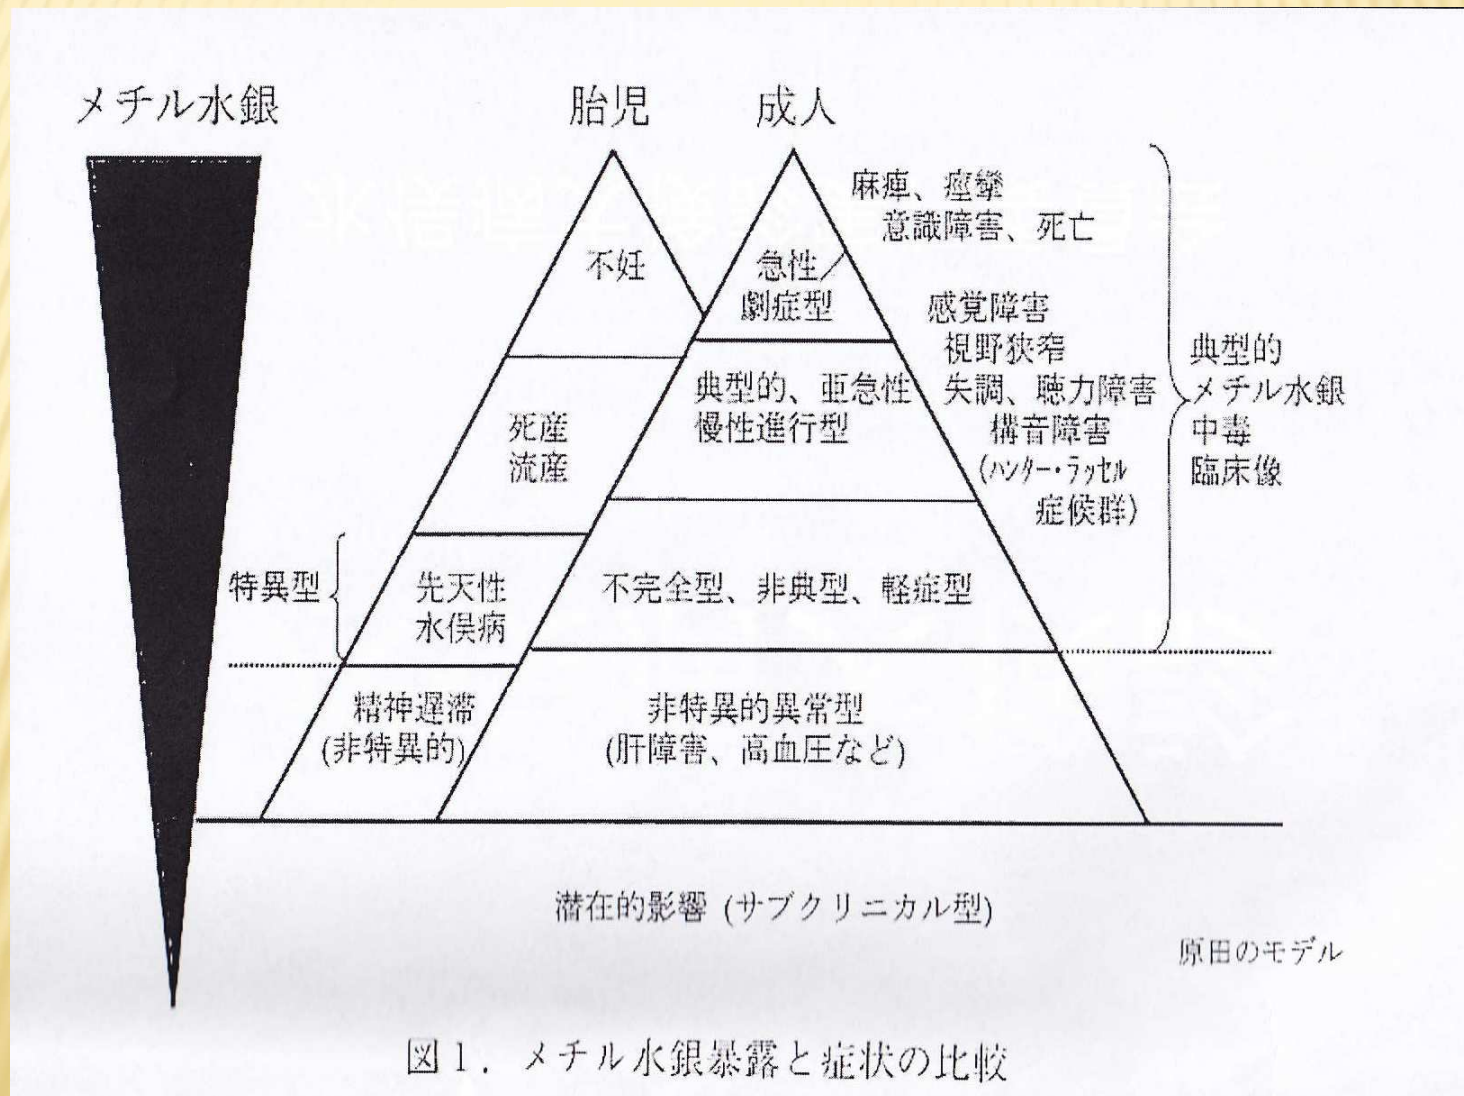 メチル水銀
胎児
成人
麻痺、痙攣
意識障害、死亡
不妊
急性／
劇症型
感覚障害
視野狭窄
失調、聴力障害
構音障害
(ハンター・ラッセル
症候群)
典型的
メチル水銀
中毒
臨床像
典型的、亜急性
慢性進行型
死産
流産
特異型
先天性
水俣病
不完全型、非典型、軽症型
精神遅滞
(非特異的)
非特異的異常型
(肝障害、高血圧など)
潜在的影響 (サブクリニカル型)
原田のモデル
図１．メチル水銀暴露と症状の比較